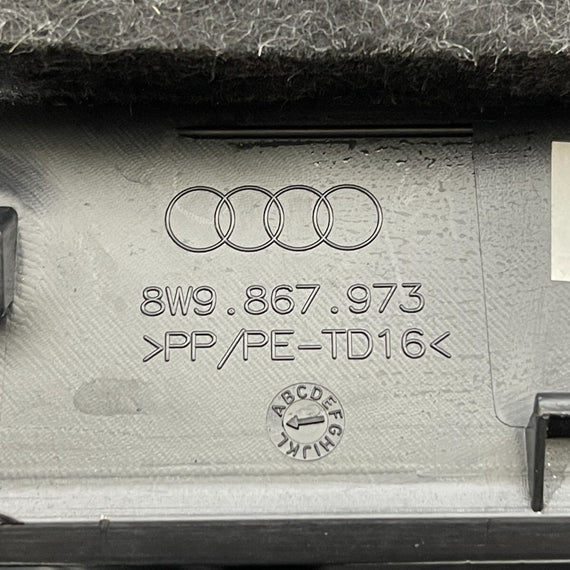 8W9.867.973
>PP/PE-TD16<
ABCDEFGHIJKL